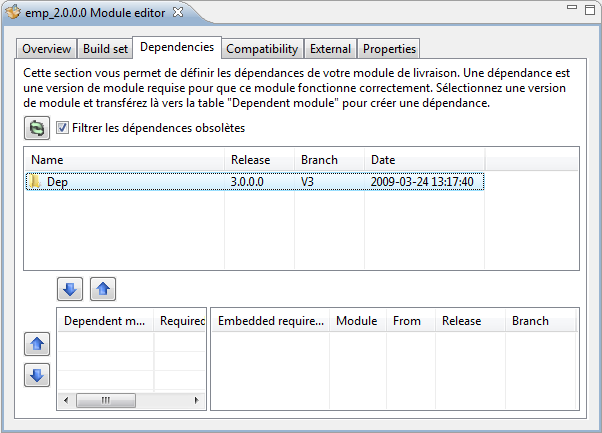 emp_2.0.0.0 Module editor
Overview Build set Dependencies Compatibility External Properties
Cette section vous permet de définir les dépendances de votre module de livraison. Une dépendance est
une version de module requise pour que ce module fonctionne correctement. Sélectionnez une version
de module et transférez là vers la table "Dependent module" pour créer une dépendance.
Filtrer les dépendences obsolètes
Name Release Branch Date
Dep 3.0.0.0 V3 2009-03-24 13:17:40
Dependent m... Required Embedded require... Module From Release Branch